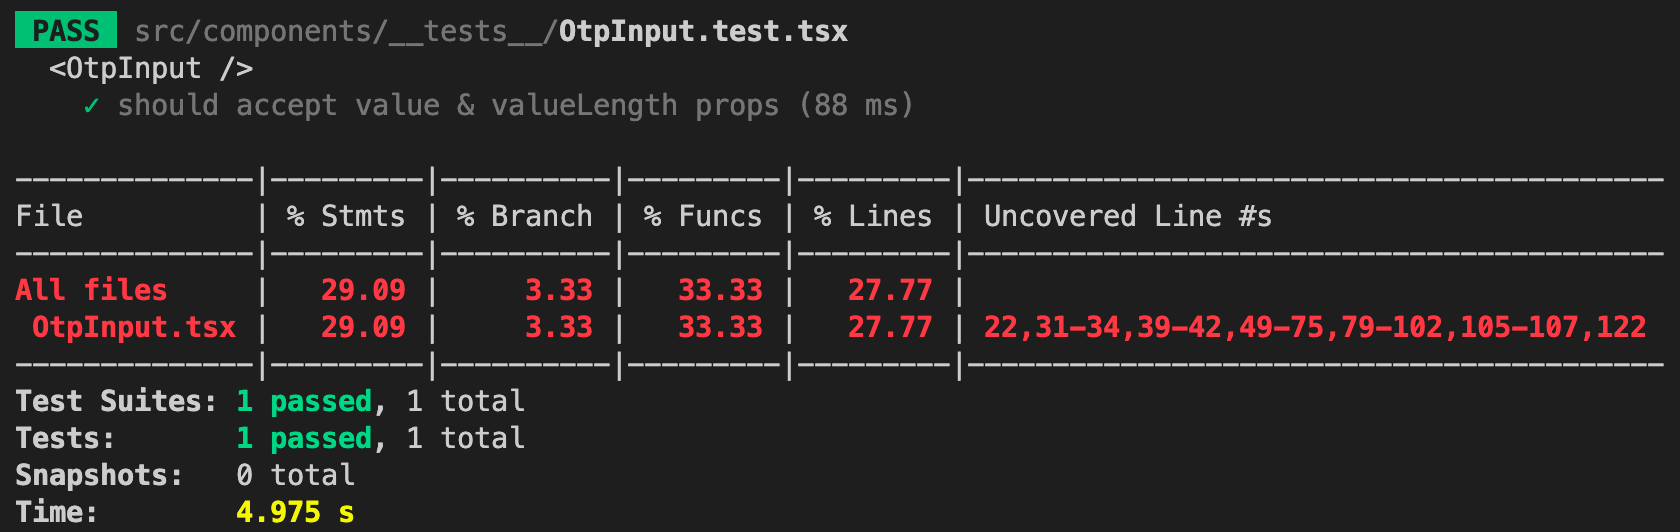 PASS src/components/__tests__/OtpInput.test.tsx
<OtpInput />
✓ should accept value & valueLength props (88 ms)
--------------|---------|----------|---------|---------|-----------------------------------------
File          | % Stmts | % Branch | % Funcs | % Lines | Uncovered Line #s
--------------|---------|----------|---------|---------|-----------------------------------------
All files     |   29.09 |     3.33 |   33.33 |   27.77 |
 OtpInput.tsx |   29.09 |     3.33 |   33.33 |   27.77 | 22,31-34,39-42,49-75,79-102,105-107,122
--------------|---------|----------|---------|---------|-----------------------------------------
Test Suites: 1 passed, 1 total
Tests:       1 passed, 1 total
Snapshots:   0 total
Time:        4.975 s